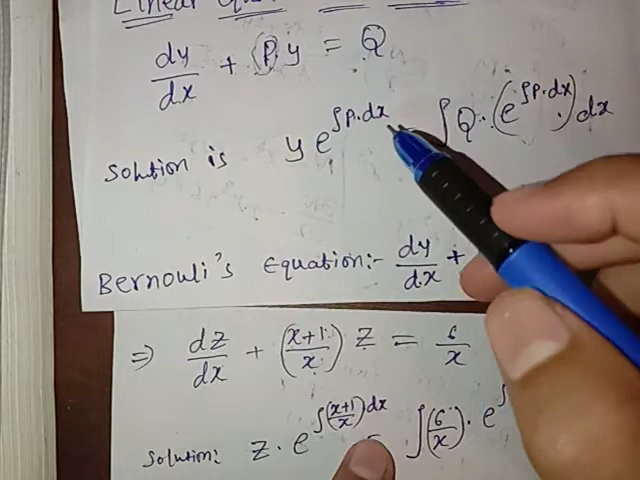 Linear
dy/dx + (P) y = Q
Solution is y e^∫P.dx ∫Q.(e^∫P.dx)dx
Bernouli's Equation:- dy/dx +
⇒ dz/dx + (x+1/x) z = 6/x
Solution: z. e^∫(x+1/x)dx = ∫(6/x). e^∫